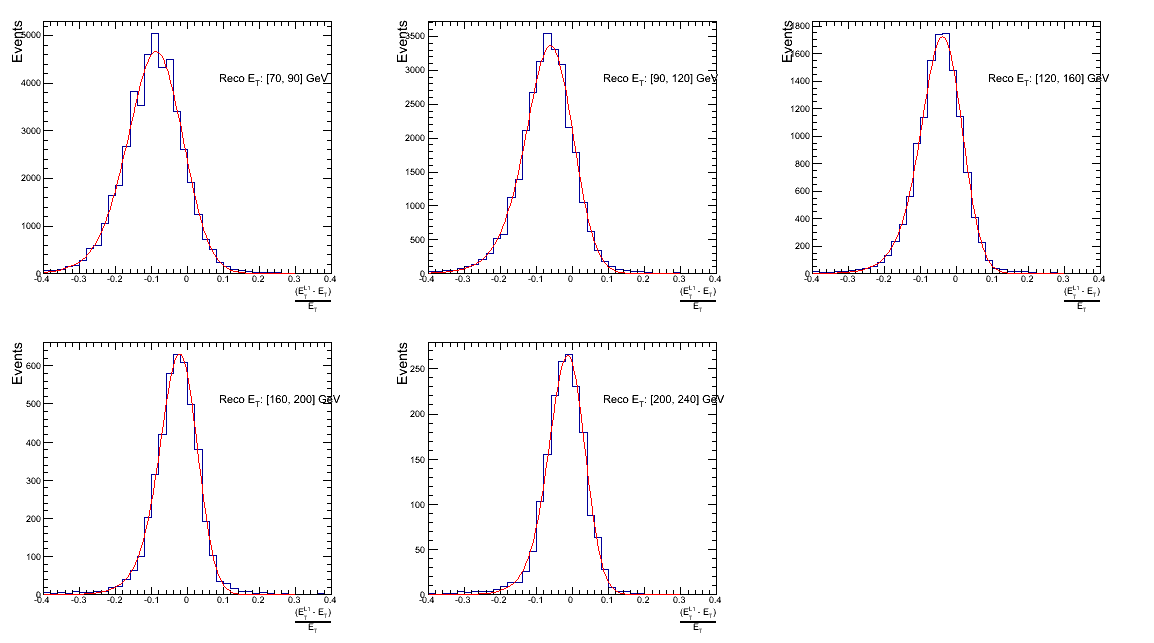 Events
Reco E_T: [70, 90] GeV
5000
4000
3000
2000
1000
0
-0.4 -0.3 -0.2 -0.1 0 0.1 0.2 0.3 0.4
(E_T^L1 - E_T)
E_T
Events
Reco E_T: [90, 120] GeV
3500
3000
2500
2000
1500
1000
500
0
-0.4 -0.3 -0.2 -0.1 0 0.1 0.2 0.3 0.4
(E_T^L1 - E_T)
E_T
Events
Reco E_T: [120, 160] GeV
1800
1600
1400
1200
1000
800
600
400
200
0
-0.4 -0.3 -0.2 -0.1 0 0.1 0.2 0.3 0.4
(E_T^L1 - E_T)
E_T
Events
Reco E_T: [160, 200] GeV
600
500
400
300
200
100
0
-0.4 -0.3 -0.2 -0.1 0 0.1 0.2 0.3 0.4
(E_T^L1 - E_T)
E_T
Events
Reco E_T: [200, 240] GeV
250
200
150
100
50
0
-0.4 -0.3 -0.2 -0.1 0 0.1 0.2 0.3 0.4
(E_T^L1 - E_T)
E_T